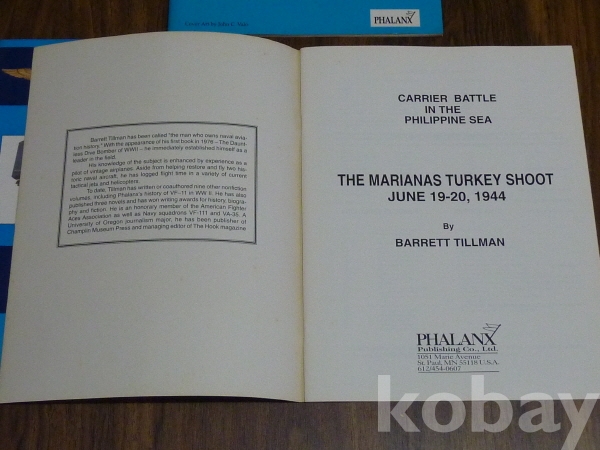 Cover Art by John C. Valo
PHALANX
Barrett Tillman has been called "the man who owns naval avia-
tion history." With the appearance of his first book in 1976 – The Daunt-
less Dive Bomber of WWII – he immediately established himself as a
leader in the field.
His knowledge of the subject is enhanced by experience as a
pilot of vintage airplanes. Aside from helping restore and fly two his-
toric naval aircraft, he has logged flight time in a variety of current
tactical jets and helicopters.
To date, Tillman has written or coauthored nine other nonfiction
volumes, including Phalanx's history of VF-11 in WW II. He has also
published three novels and has won writing awards for history, biogra-
phy and fiction. He is an honorary member of the American Fighter
Aces Association as well as Navy squadrons VF-111 and VA-35. A
University of Oregon journalism major, he has been publisher of
Champlin Museum Press and managing editor of The Hook magazine
CARRIER BATTLE
IN THE
PHILIPPINE SEA
THE MARIANAS TURKEY SHOOT
JUNE 19-20, 1944
By
BARRETT TILLMAN
PHALANX
Publishing Co., Ltd.
1051 Marie Avenue
St. Paul, MN 55118 U.S.A.
612/454-0607
kobay